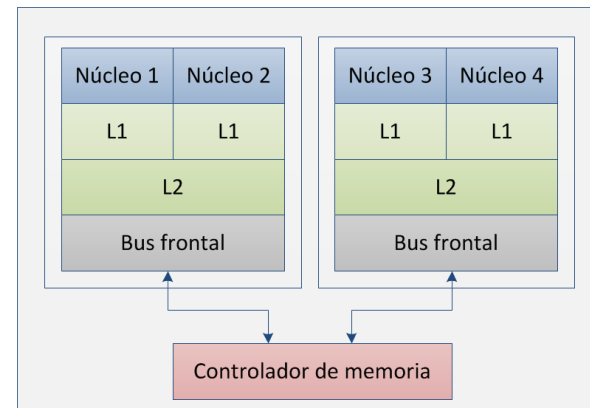 Núcleo 1 Núcleo 2 Núcleo 3 Núcleo 4
L1 L1 L1 L1
L2 L2
Bus frontal Bus frontal
Controlador de memoria